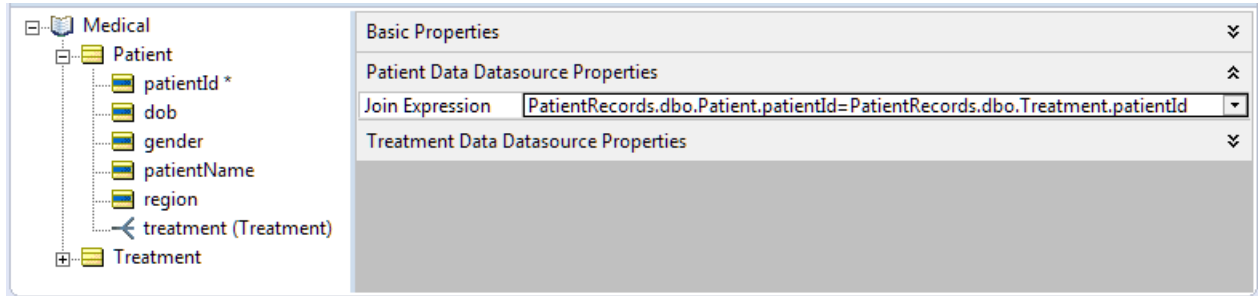 Medical
Patient
patientId *
dob
gender
patientName
region
treatment (Treatment)
Treatment
Basic Properties
Patient Data Datasource Properties
Join Expression PatientRecords.dbo.Patient.patientId=PatientRecords.dbo.Treatment.patientId
Treatment Data Datasource Properties